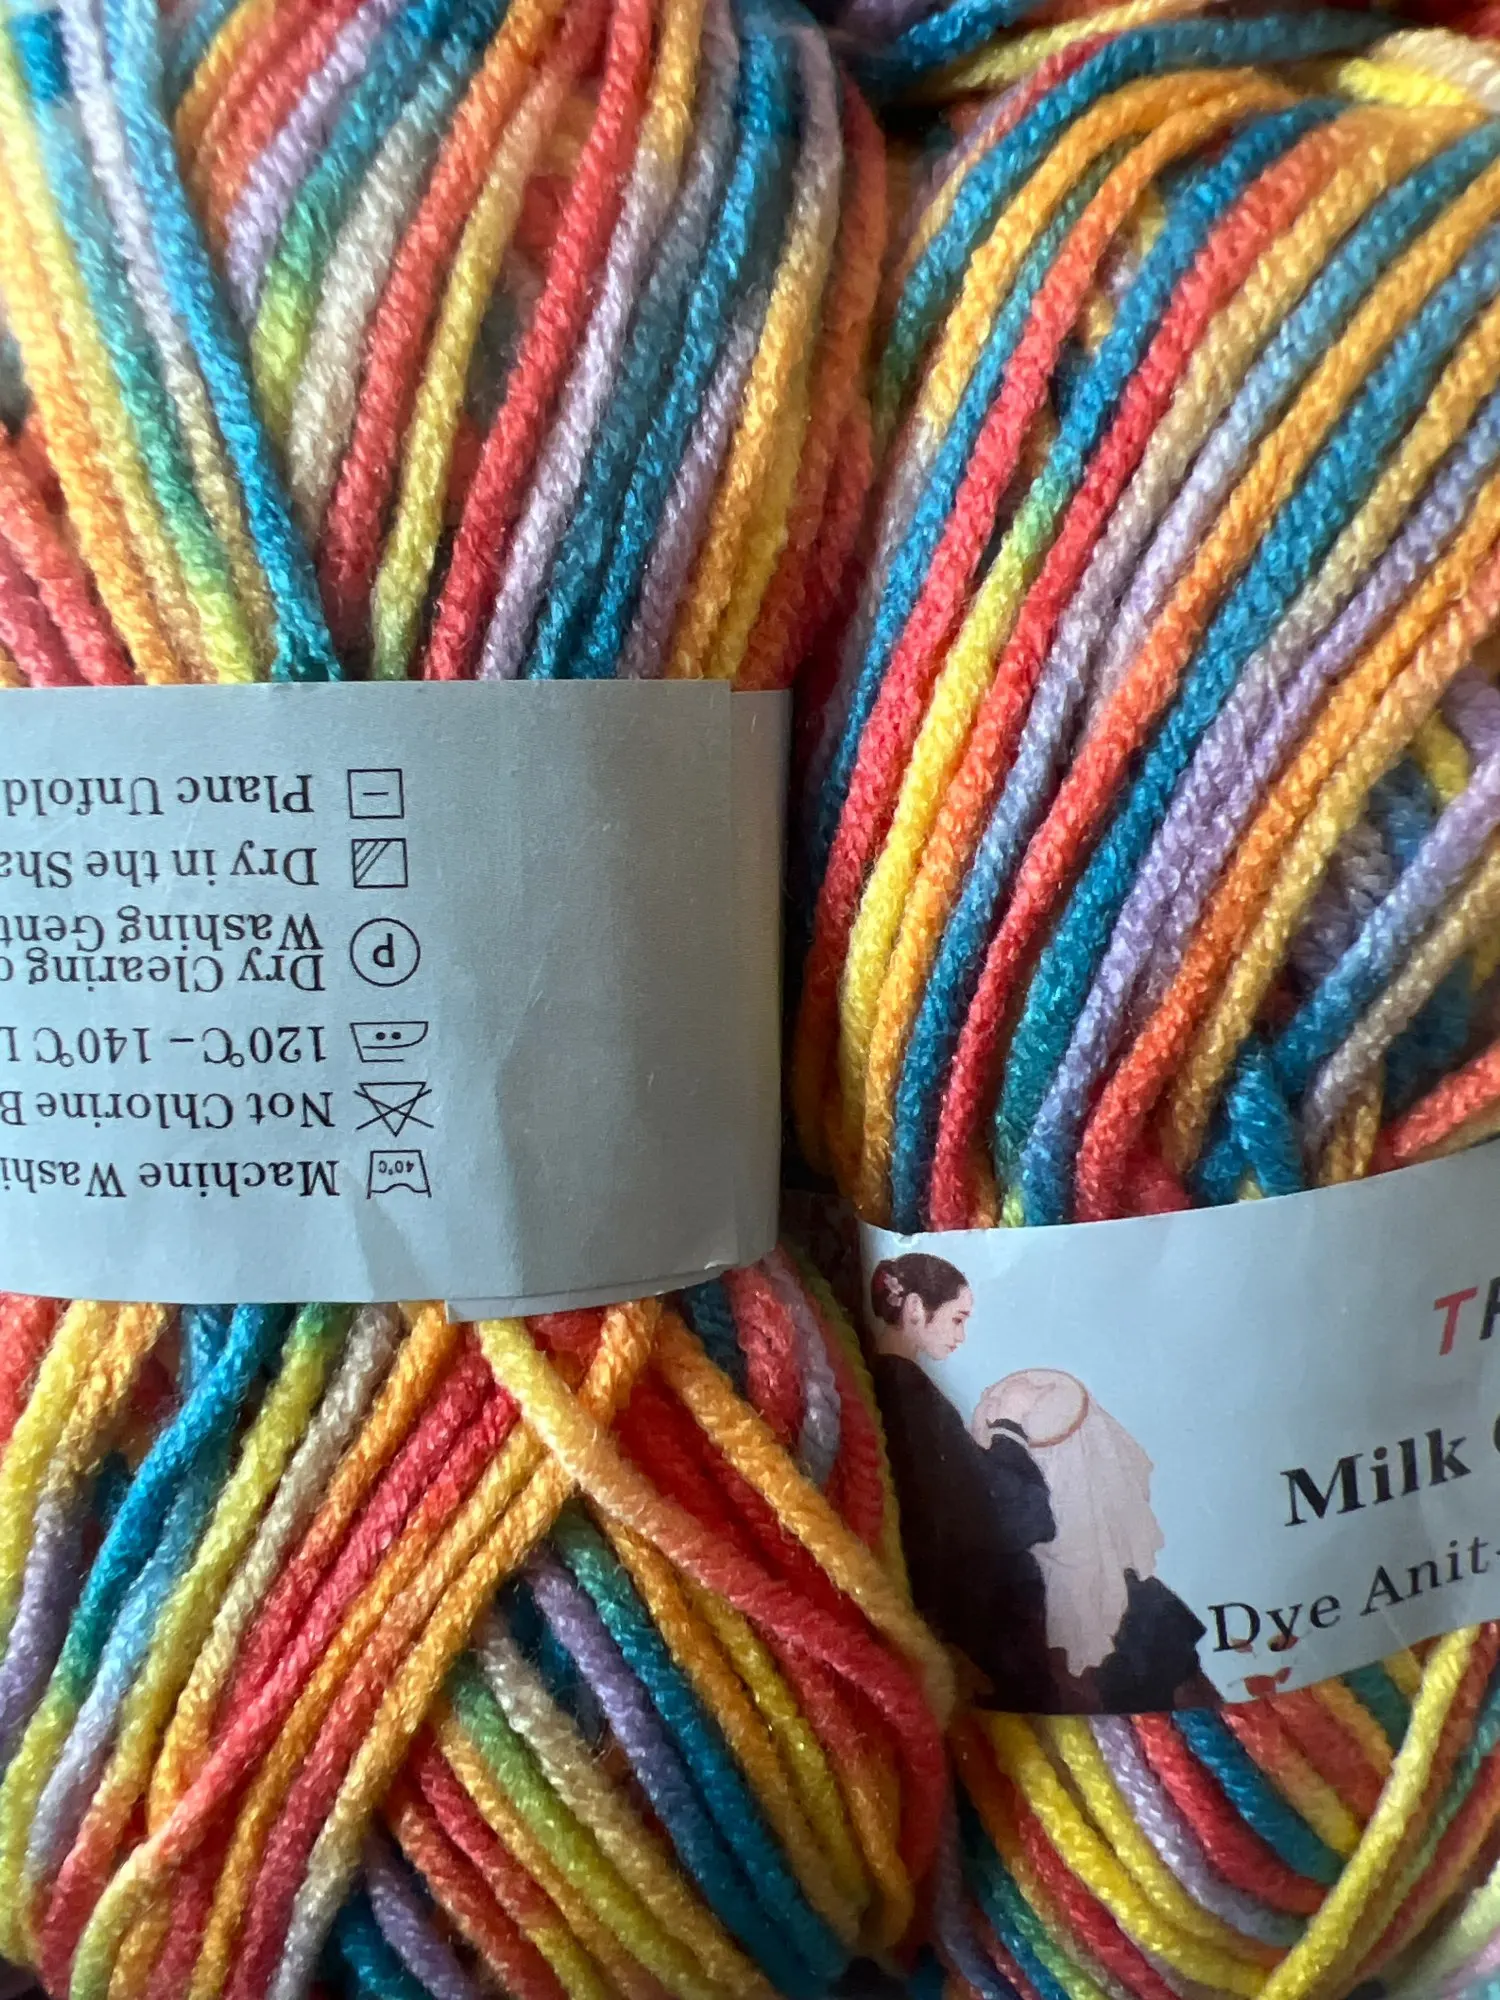 Machine Washi
40°C
Not Chlorine B
120℃-140℃ L
Dry Clearing o
Washing Gent
P
Dry in the Sha
Planc Unfold
T
Milk
Dye Anit-